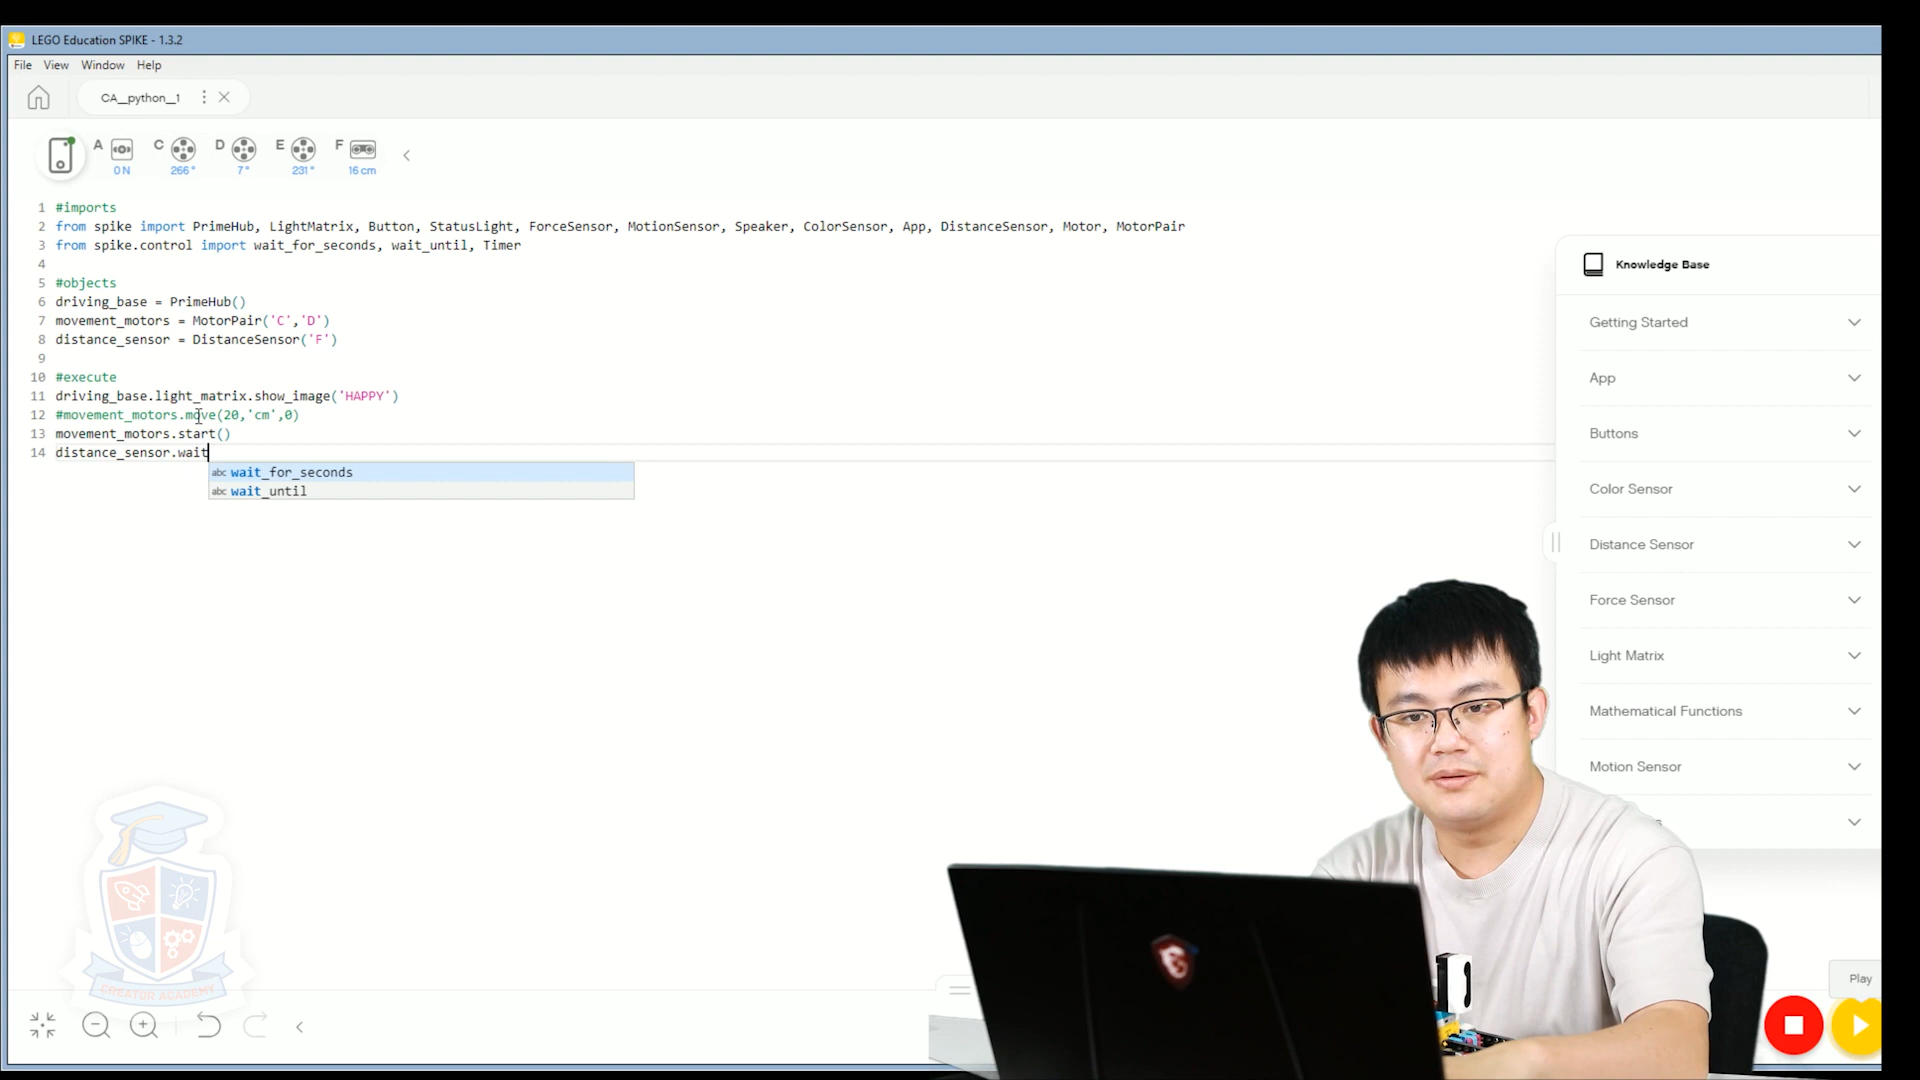 LEGO Education SPIKE - 1.3.2
File View Window Help
CA_python_1
A C D E F
0 N 266° 7° 231° 16 cm
1 #imports
2 from spike import PrimeHub, LightMatrix, Button, StatusLight, ForceSensor, MotionSensor, Speaker, ColorSensor, App, DistanceSensor, Motor, MotorPair
3 from spike.control import wait_for_seconds, wait_until, Timer
4
5 #objects
6 driving_base = PrimeHub()
7 movement_motors = MotorPair('C','D')
8 distance_sensor = DistanceSensor('F')
9
10 #execute
11 driving_base.light_matrix.show_image('HAPPY')
12 #movement_motors.move(20,'cm',0)
13 movement_motors.start()
14 distance_sensor.wait
abc wait_for_seconds
abc wait_until
Knowledge Base
Getting Started
App
Buttons
Color Sensor
Distance Sensor
Force Sensor
Light Matrix
Mathematical Functions
Motion Sensor
Play
CREATOR ACADEMY